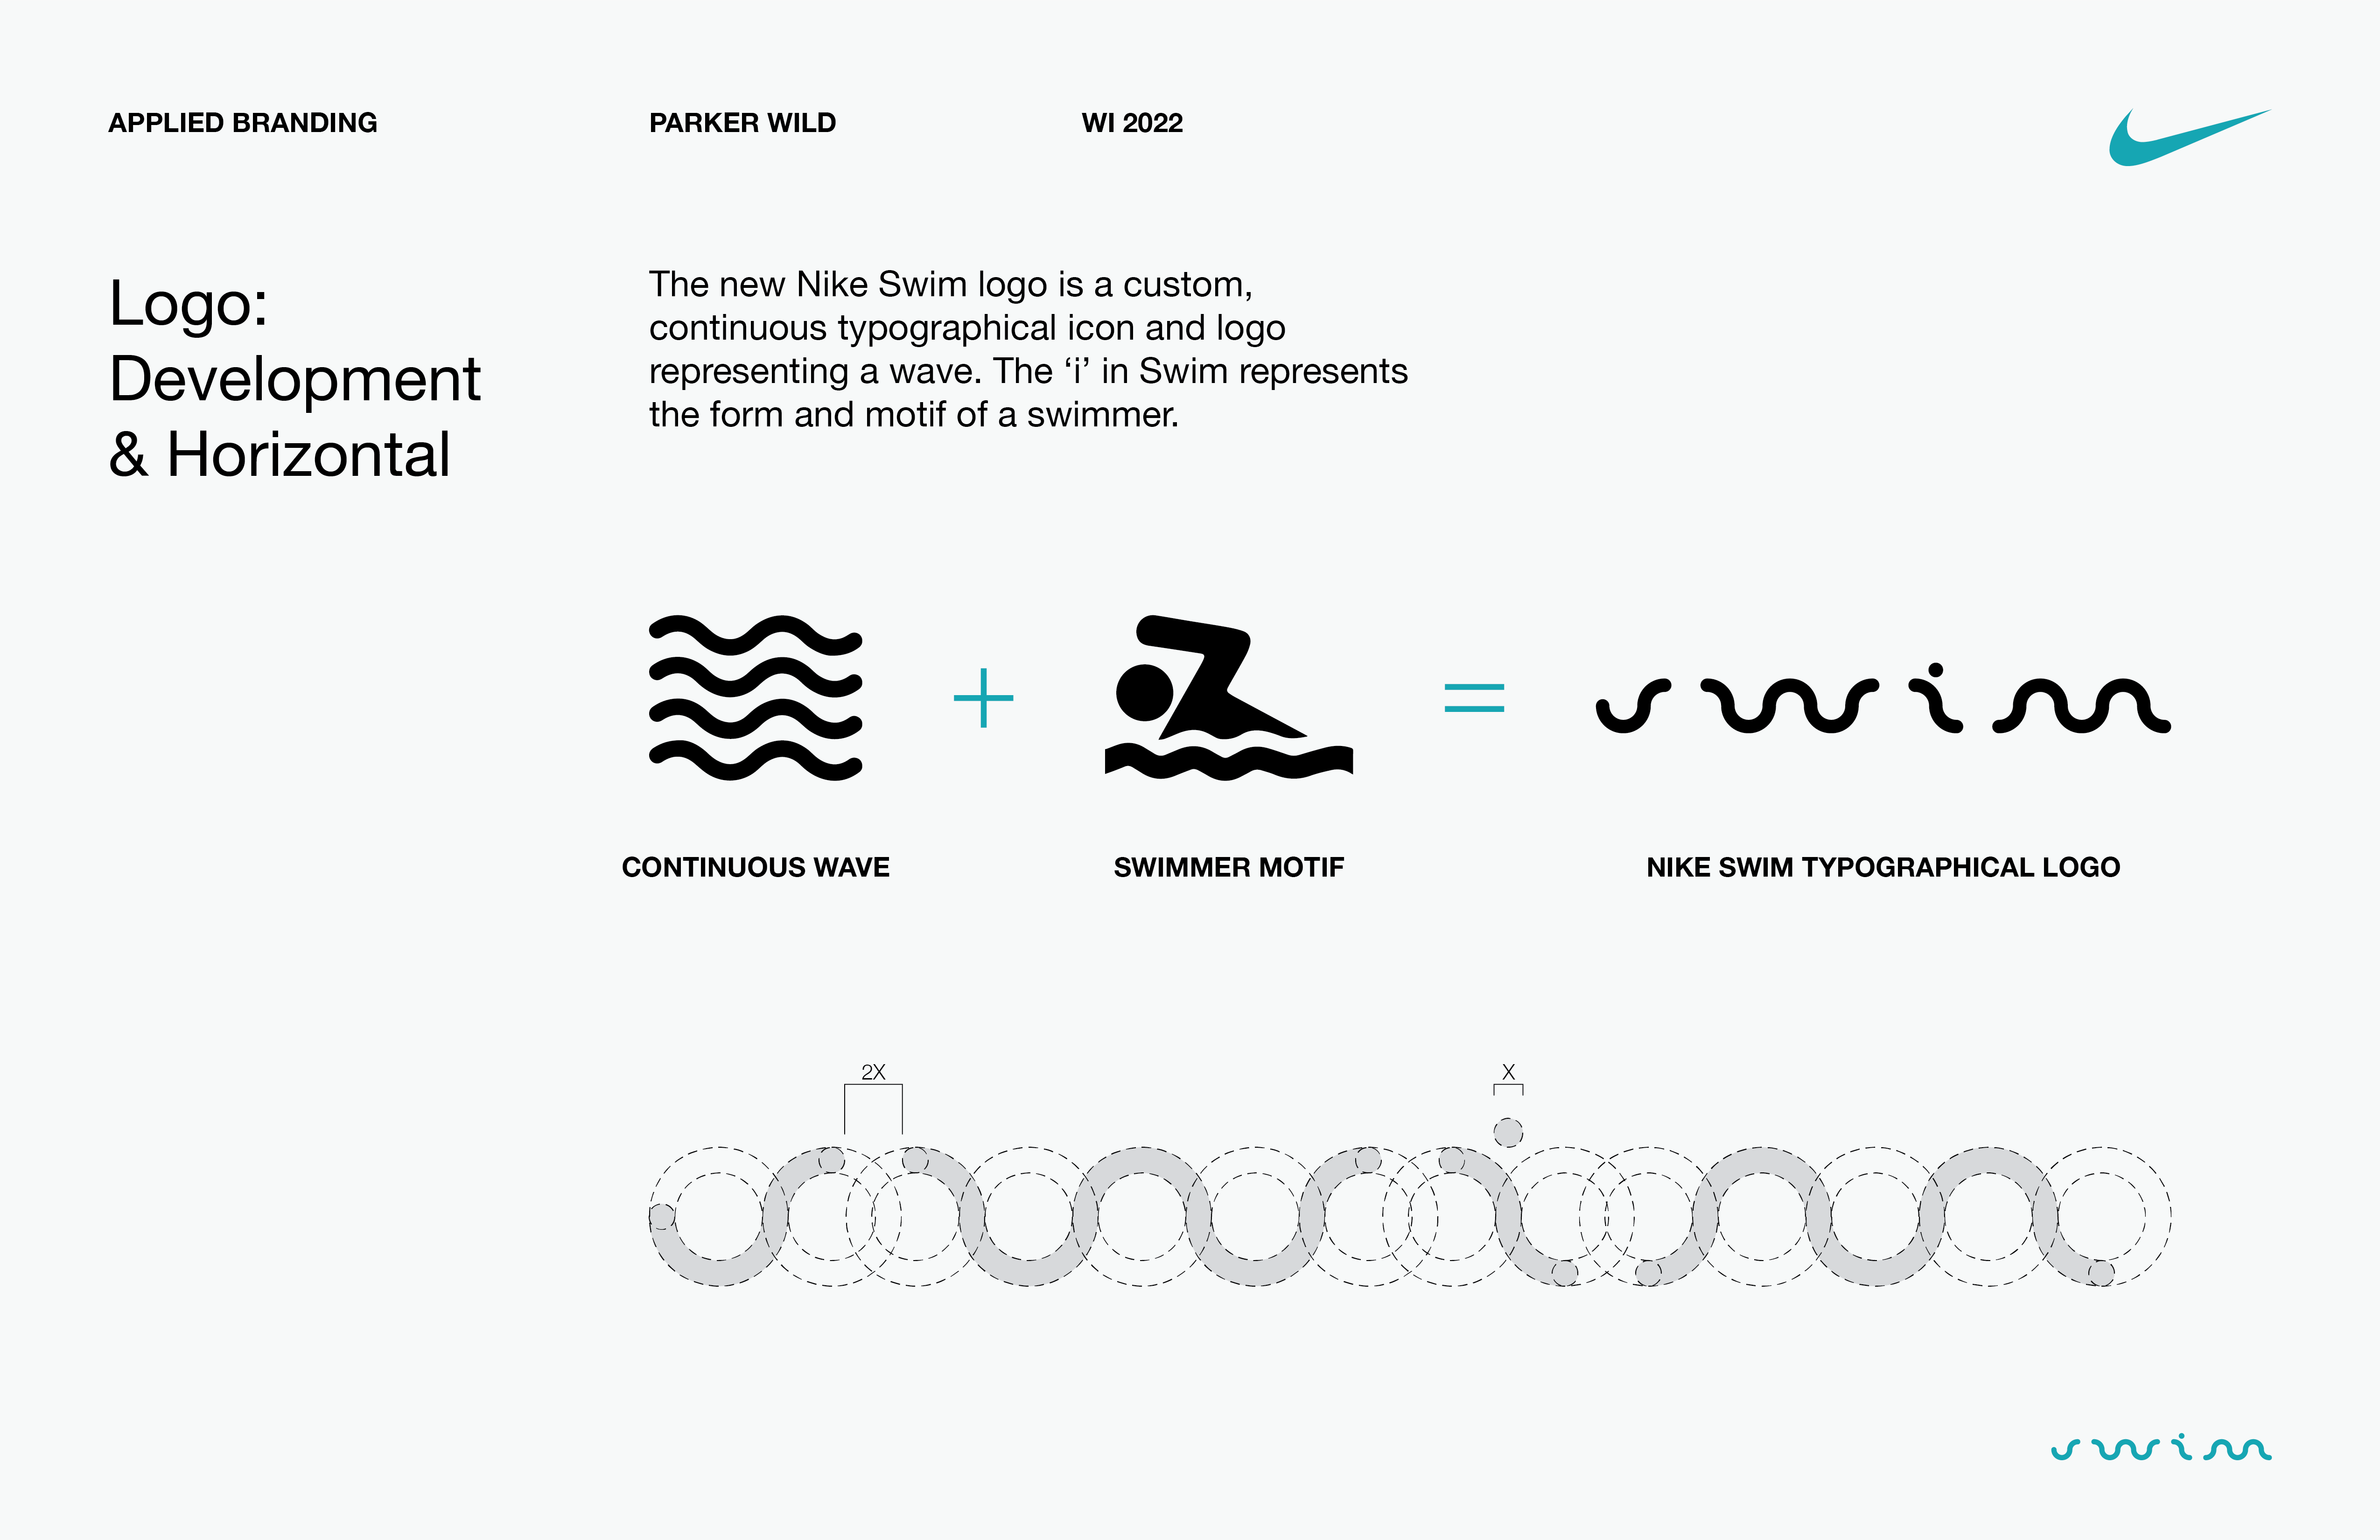 APPLIED BRANDING
PARKER WILD
WI 2022
Logo:
Development
& Horizontal
The new Nike Swim logo is a custom,
continuous typographical icon and logo
representing a wave. The ‘i’ in Swim represents
the form and motif of a swimmer.
+
=
swim
CONTINUOUS WAVE
SWIMMER MOTIF
NIKE SWIM TYPOGRAPHICAL LOGO
2X
X
swim